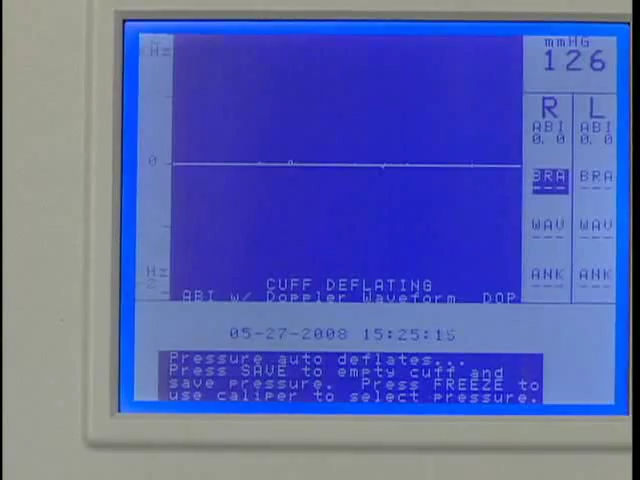 mmHG
126
Hz
0
Hz
R L
ABI ABI
0.0 0.0
BRA BRA
--- ---
WAV WAV
--- ---
ANK ANK
--- ---
CUFF DEFLATING
ABI w/ Doppler Waveform DOP
05-27-2008 15:25:15
Pressure auto deflates...
Press SAVE to empty cuff and
save pressure. Press FREEZE to
use caliper to select pressure.